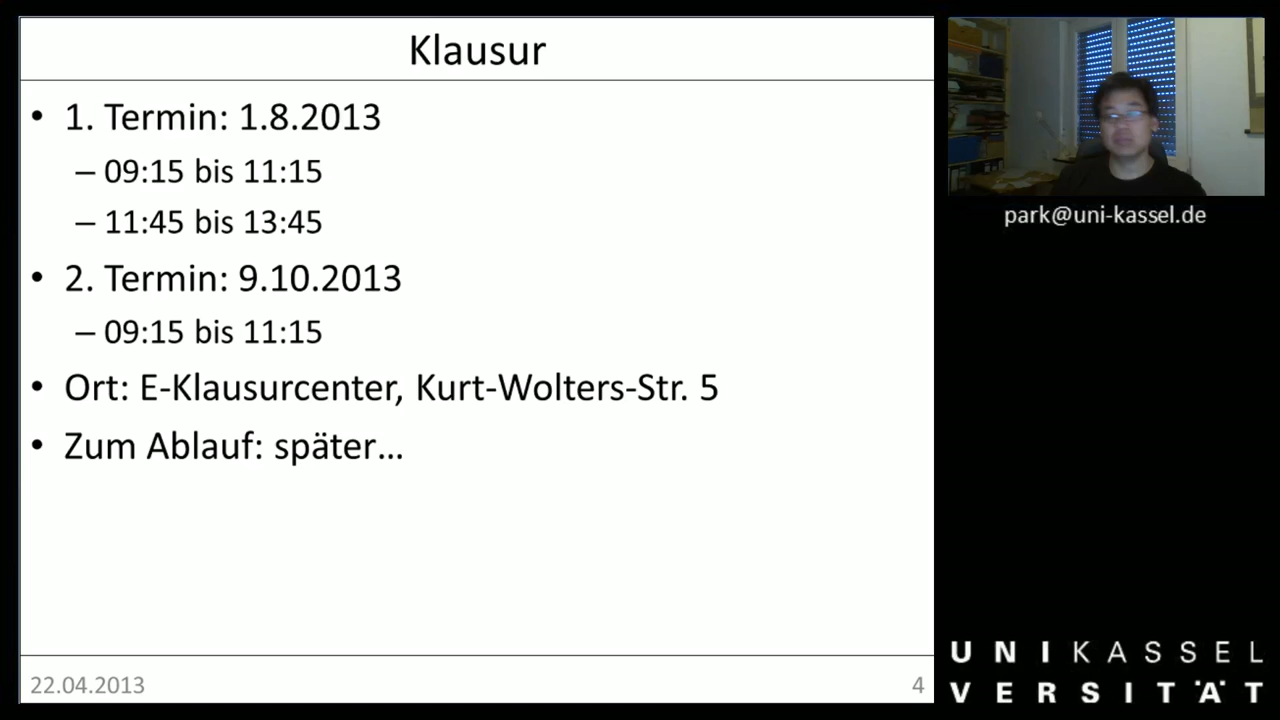 Klausur
• 1. Termin: 1.8.2013
– 09:15 bis 11:15
– 11:45 bis 13:45
• 2. Termin: 9.10.2013
– 09:15 bis 11:15
• Ort: E-Klausurcenter, Kurt-Wolters-Str. 5
• Zum Ablauf: später…
22.04.2013
4
park@uni-kassel.de
UNIKASSEL
VERSITÄT